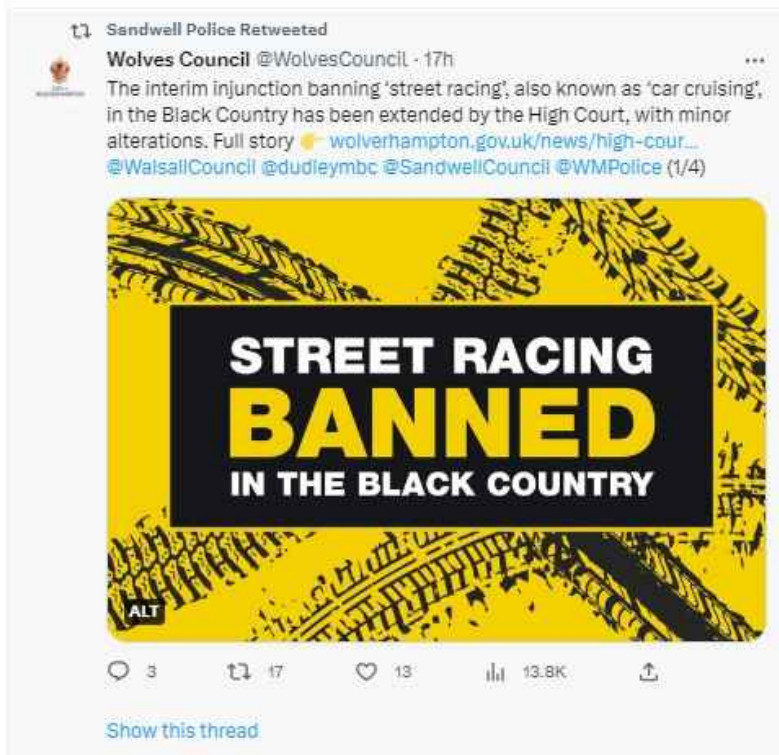 Sandwell Police Retweeted
Wolves Council @WolvesCouncil · 17h
The interim injunction banning 'street racing', also known as 'car cruising',
in the Black Country has been extended by the High Court, with minor
alterations. Full story 👉 wolverhampton.gov.uk/news/high-cour...
@WalsallCouncil @dudleymbc @SandwellCouncil @WMPolice (1/4)
STREET RACING
BANNED
IN THE BLACK COUNTRY
ALT
3 17 13 13.8K
Show this thread